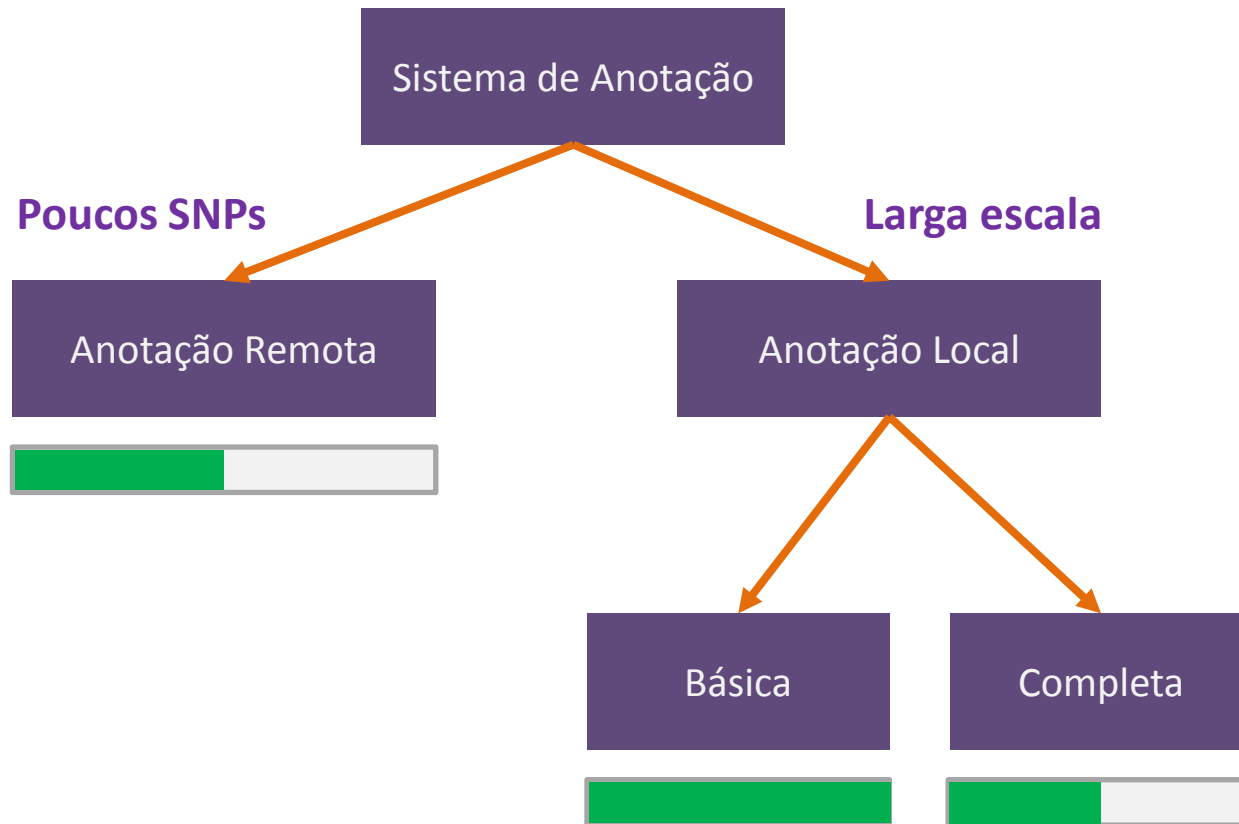 Sistema de Anotação
Poucos SNPs
Larga escala
Anotação Remota
Anotação Local
Básica
Completa